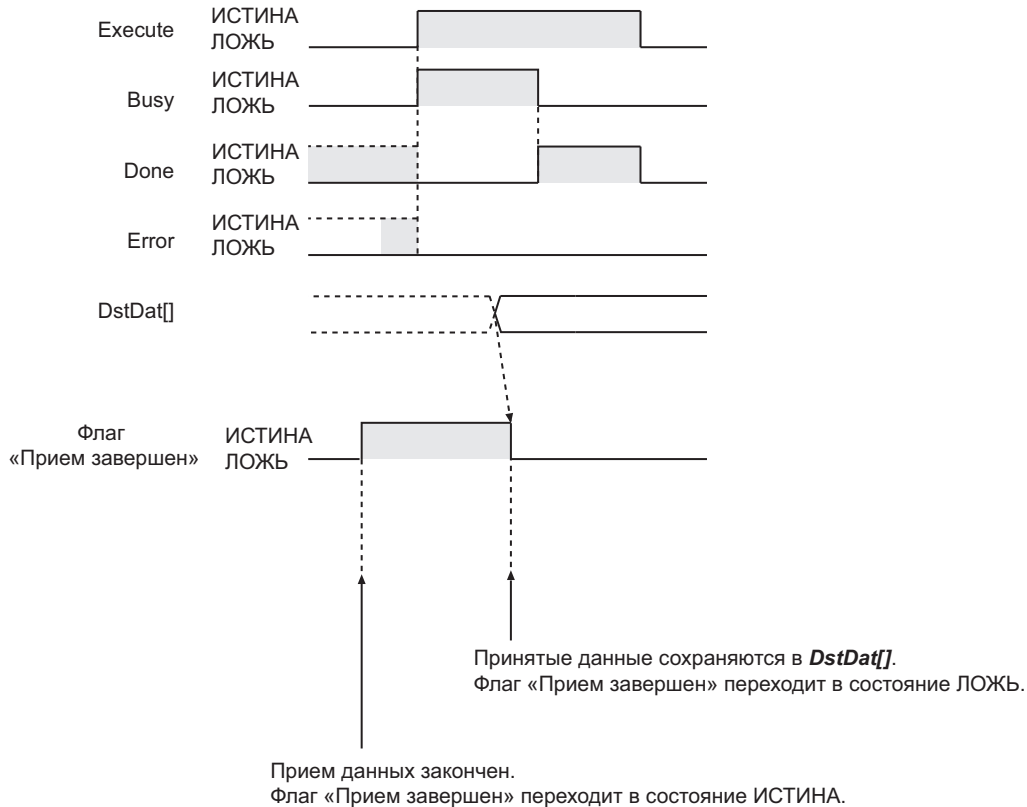 Execute ИСТИНА
ЛОЖЬ
Busy ИСТИНА
ЛОЖЬ
Done ИСТИНА
ЛОЖЬ
Error ИСТИНА
ЛОЖЬ
DstDat[]
Флаг
«Прием завершен»
ИСТИНА
ЛОЖЬ
Принятые данные сохраняются в DstDat[].
Флаг «Прием завершен» переходит в состояние ЛОЖЬ.
Прием данных закончен.
Флаг «Прием завершен» переходит в состояние ИСТИНА.